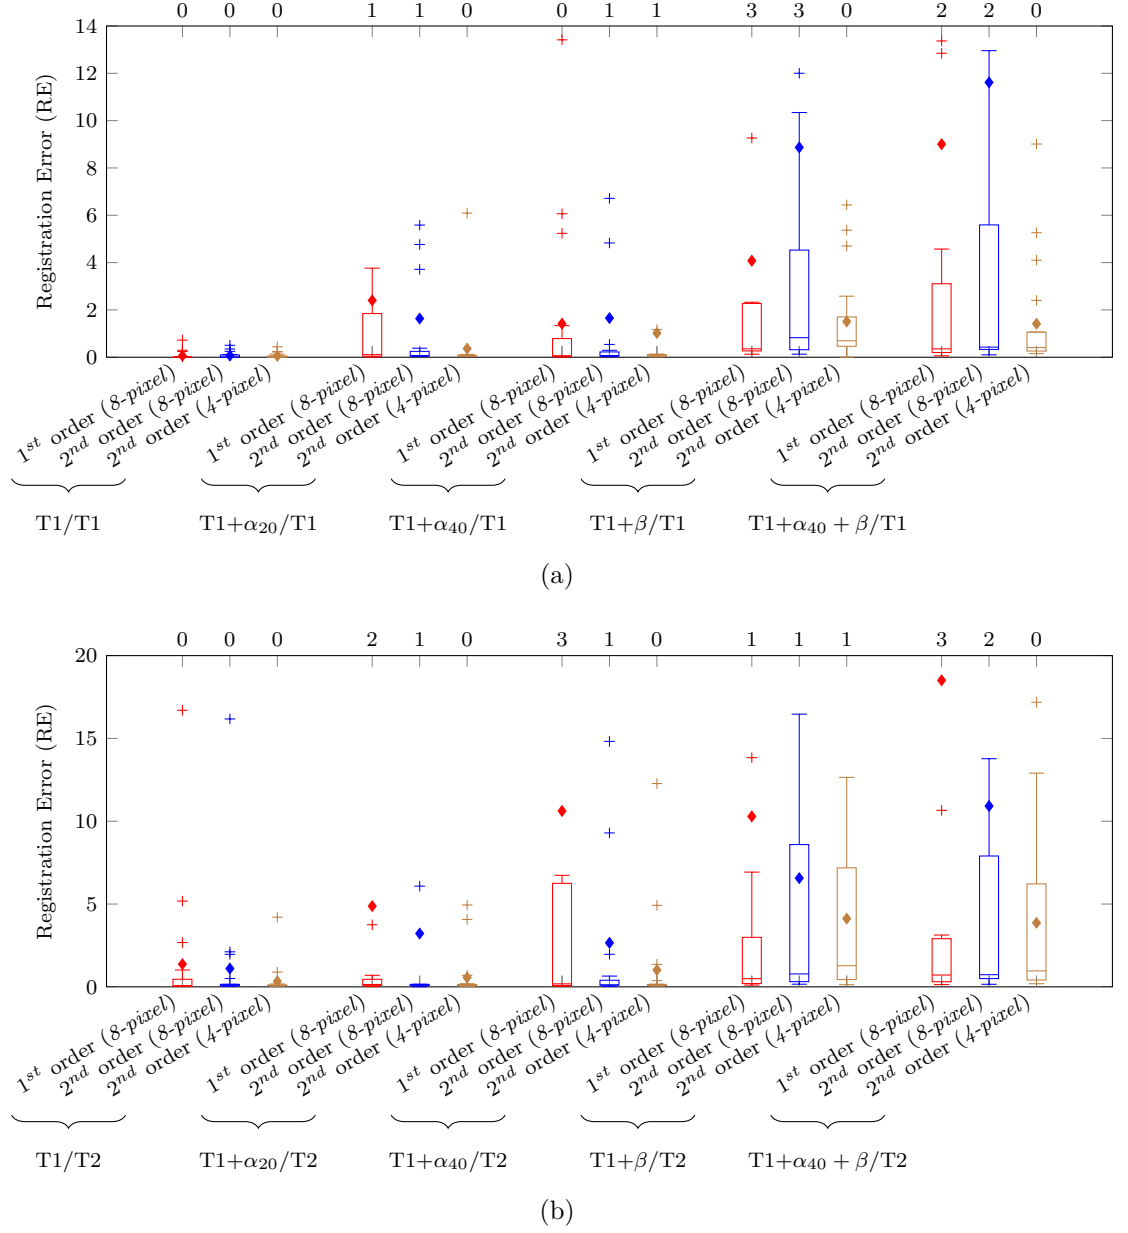 0 0 0 1 1 0 0 1 1 3 3 0 2 2 0
14
12
10
8
6
4
2
0
Registration Error (RE)
1st order (8-pixel)
2nd order (8-pixel)
2nd order (4-pixel)
1st order (8-pixel)
2nd order (8-pixel)
2nd order (4-pixel)
1st order (8-pixel)
2nd order (8-pixel)
2nd order (4-pixel)
1st order (8-pixel)
2nd order (8-pixel)
2nd order (4-pixel)
1st order (8-pixel)
2nd order (8-pixel)
2nd order (4-pixel)
T1/T1 T1+α20/T1 T1+α40/T1 T1+β/T1 T1+α40 + β/T1
(a)
0 0 0 2 1 0 3 1 0 1 1 1 3 2 0
20
15
10
5
0
Registration Error (RE)
1st order (8-pixel)
2nd order (8-pixel)
2nd order (4-pixel)
1st order (8-pixel)
2nd order (8-pixel)
2nd order (4-pixel)
1st order (8-pixel)
2nd order (8-pixel)
2nd order (4-pixel)
1st order (8-pixel)
2nd order (8-pixel)
2nd order (4-pixel)
1st order (8-pixel)
2nd order (8-pixel)
2nd order (4-pixel)
T1/T2 T1+α20/T2 T1+α40/T2 T1+β/T2 T1+α40 + β/T2
(b)